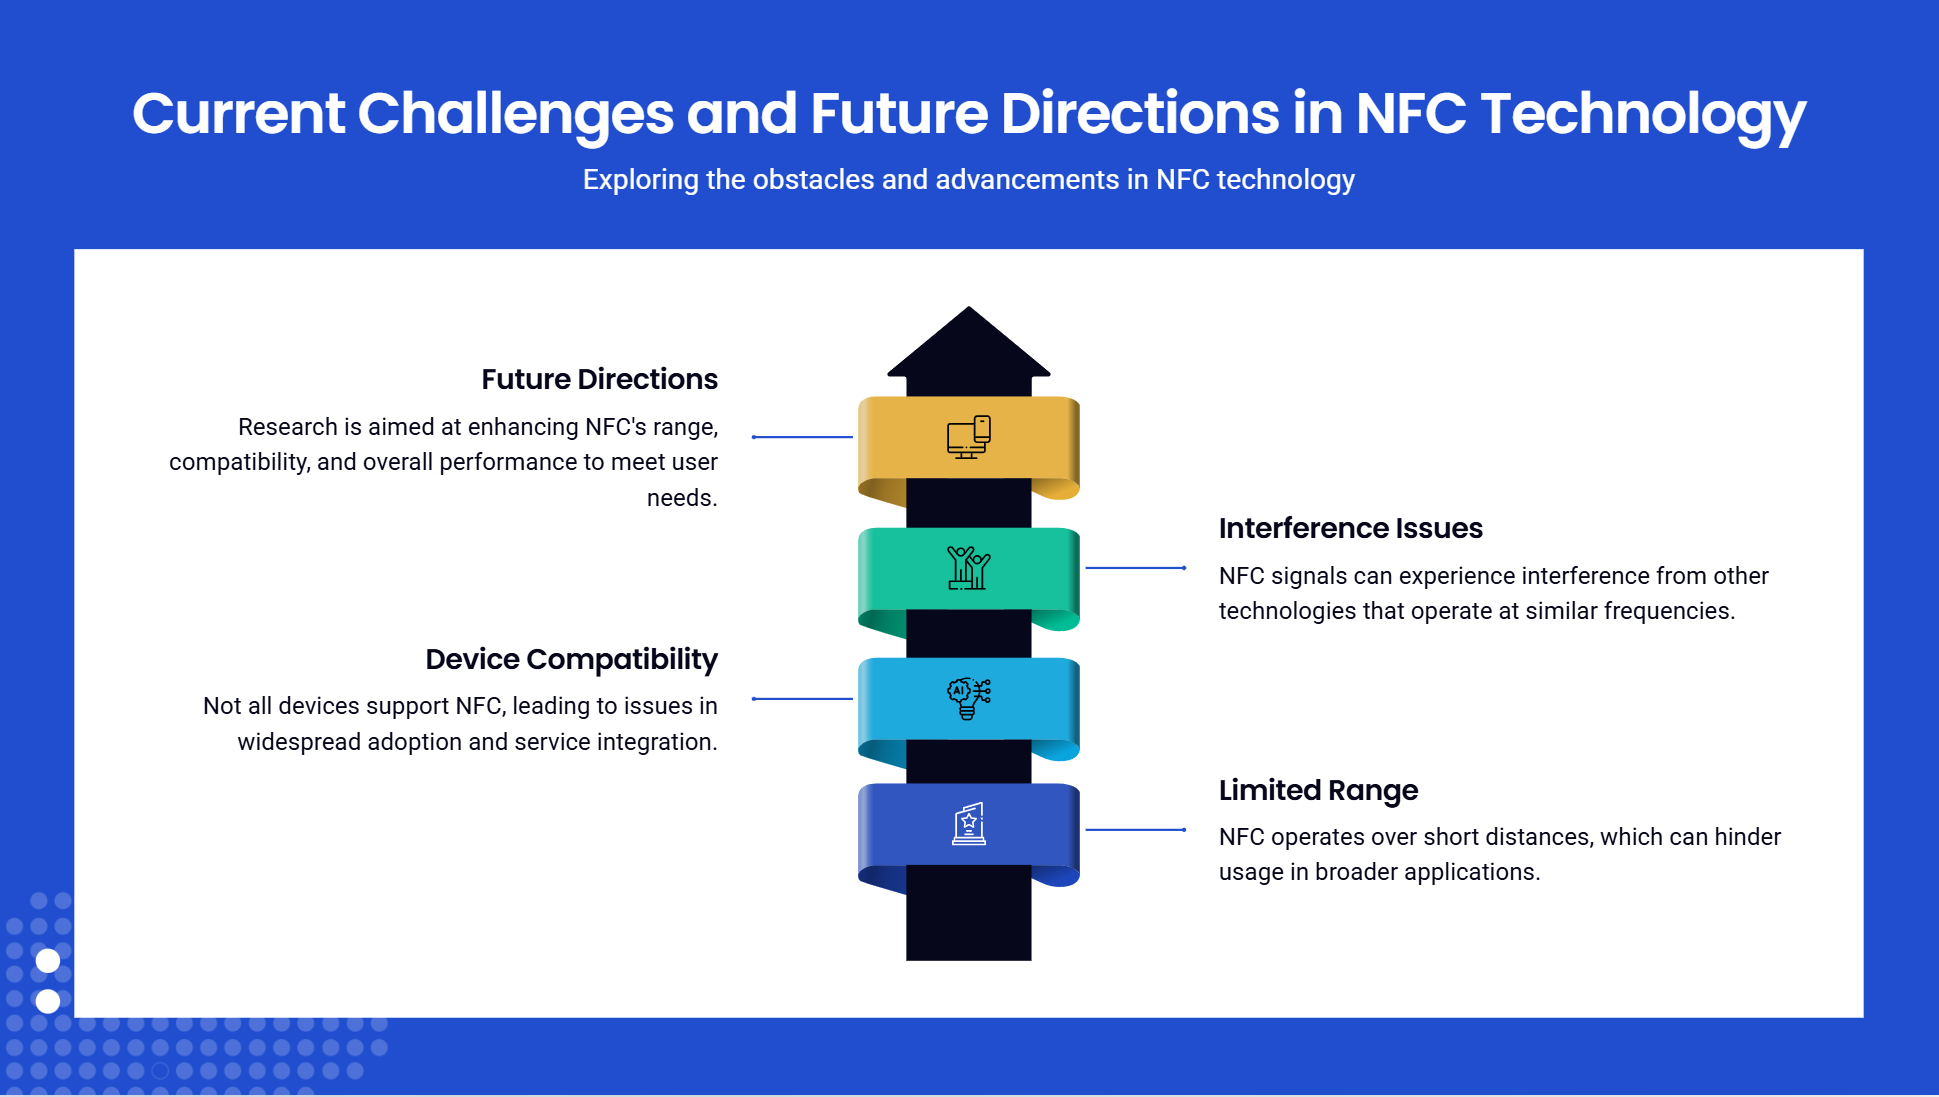 Current Challenges and Future Directions in NFC Technology
Exploring the obstacles and advancements in NFC technology
Future Directions
Research is aimed at enhancing NFC's range,
compatibility, and overall performance to meet user
needs.
Interference Issues
NFC signals can experience interference from other
technologies that operate at similar frequencies.
Device Compatibility
Not all devices support NFC, leading to issues in
widespread adoption and service integration.
AI
Limited Range
NFC operates over short distances, which can hinder
usage in broader applications.